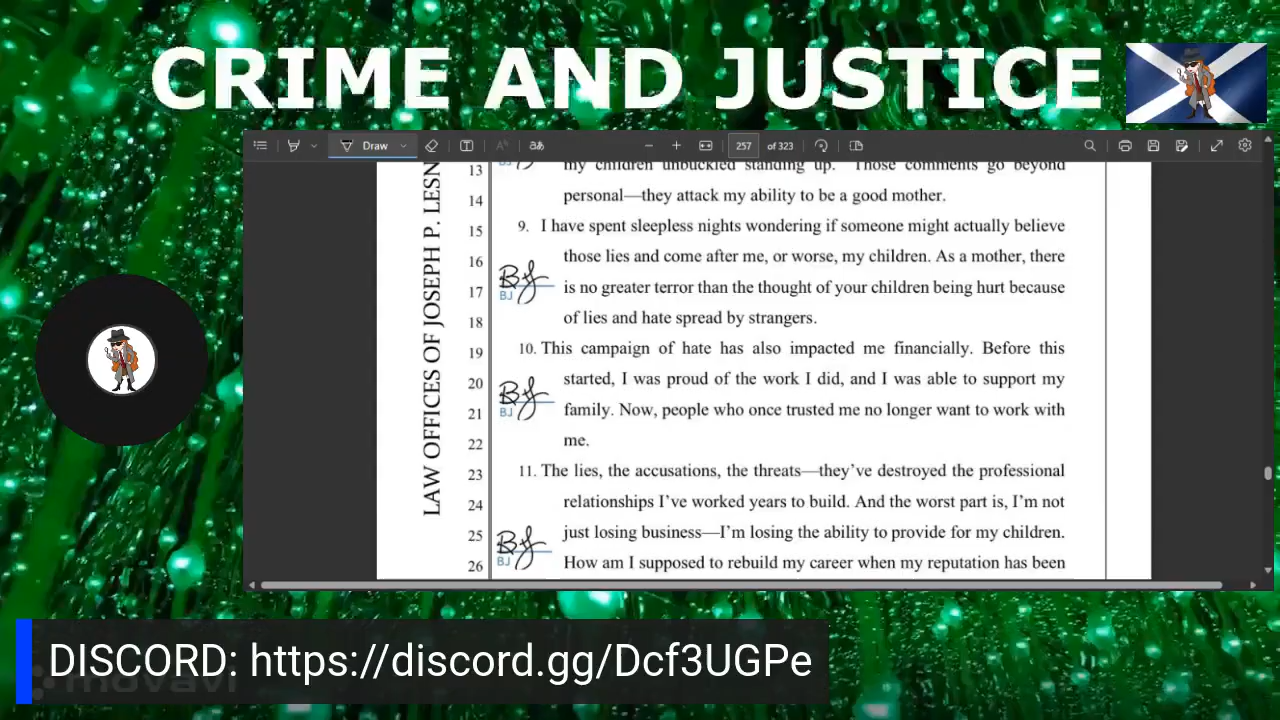 CRIME AND JUSTICE
Draw
257 of 323
LAW OFFICES OF JOSEPH P. LESN
13 my children unbuckled standing up. Those comments go beyond
14 personal—they attack my ability to be a good mother.
15 9. I have spent sleepless nights wondering if someone might actually believe
16 those lies and come after me, or worse, my children. As a mother, there
BJ
BJ
17 is no greater terror than the thought of your children being hurt because
18 of lies and hate spread by strangers.
19 10. This campaign of hate has also impacted me financially. Before this
20 started, I was proud of the work I did, and I was able to support my
BJ
BJ
21 family. Now, people who once trusted me no longer want to work with
22 me.
23 11. The lies, the accusations, the threats—they’ve destroyed the professional
24 relationships I’ve worked years to build. And the worst part is, I’m not
25 just losing business—I’m losing the ability to provide for my children.
BJ
BJ
26 How am I supposed to rebuild my career when my reputation has been
DISCORD: https://discord.gg/Dcf3UGPe
movavi